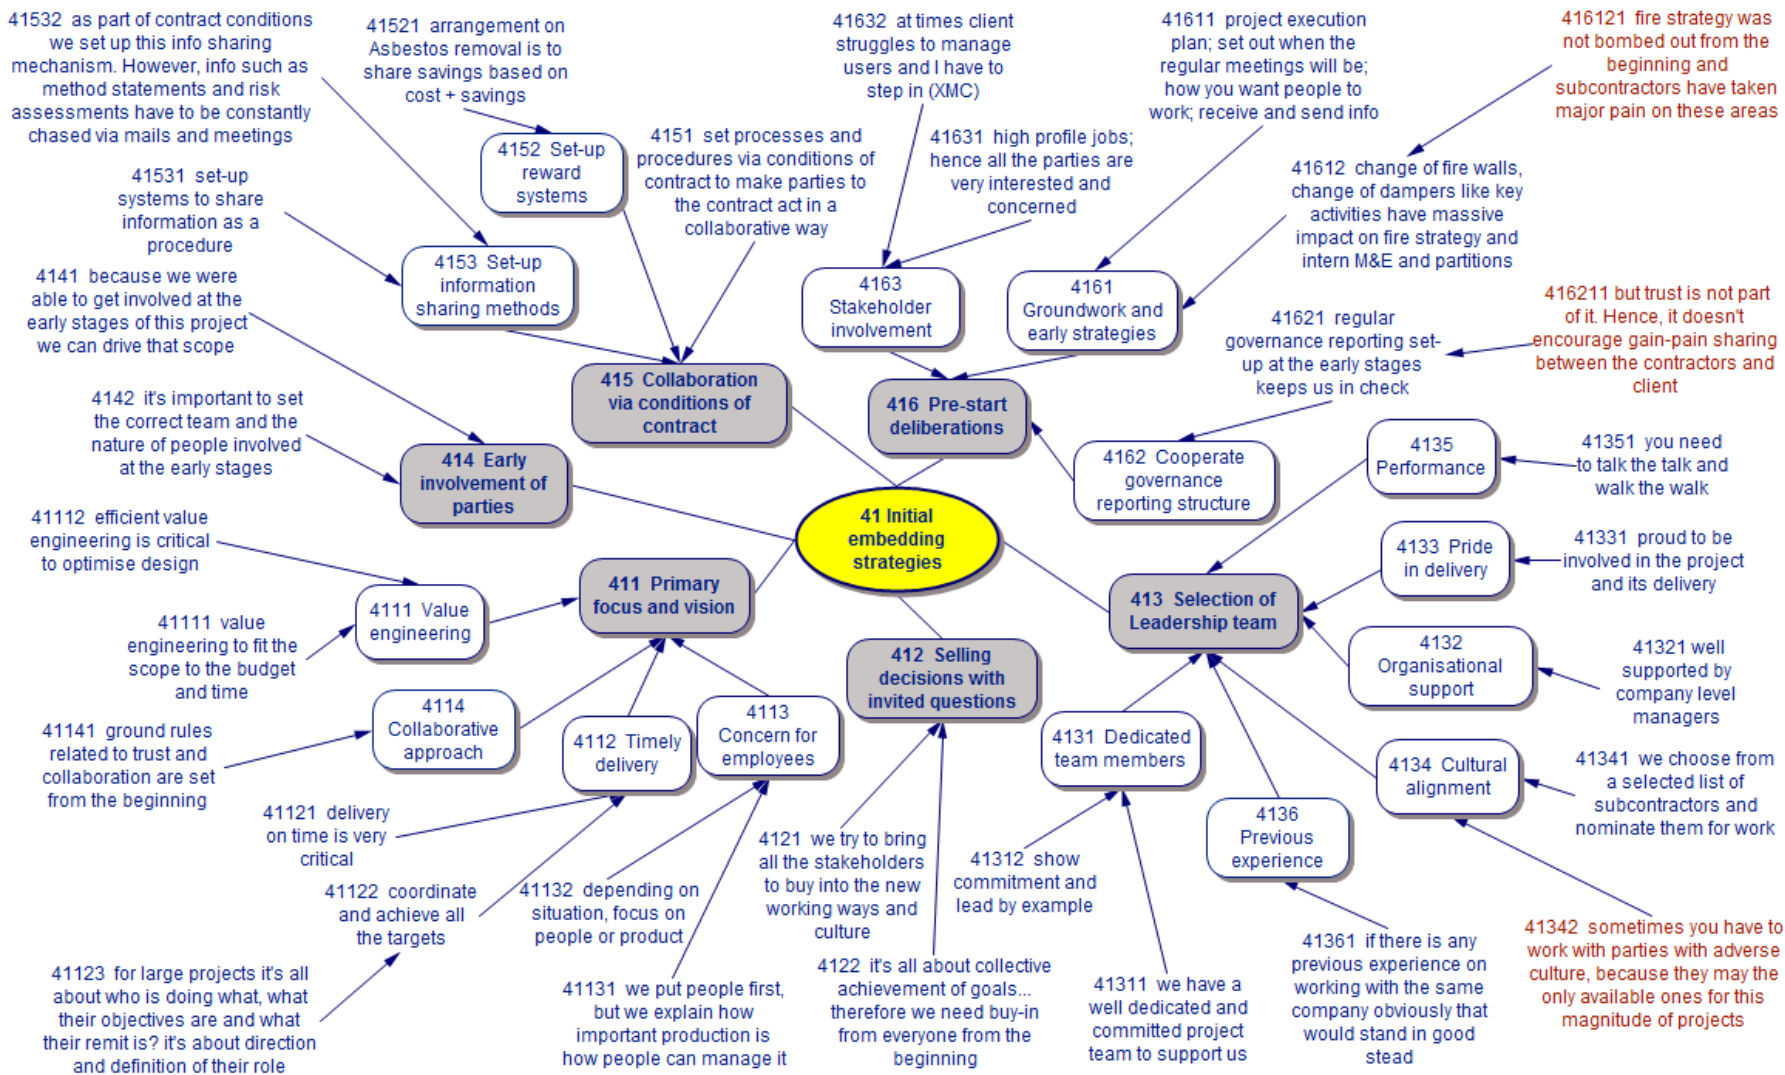 41532 as part of contract conditions
we set up this info sharing
mechanism. However, info such as
method statements and risk
assessments have to be constantly
chased via mails and meetings
41521 arrangement on
Asbestos removal is to
share savings based on
cost + savings
41632 at times client
struggles to manage
users and I have to
step in (XMC)
41611 project execution
plan; set out when the
regular meetings will be;
how you want people to
work; receive and send info
416121 fire strategy was
not bombed out from the
beginning and
subcontractors have taken
major pain on these areas
4152 Set-up
reward
systems
4151 set processes and
procedures via conditions of
contract to make parties to
the contract act in a
collaborative way
41631 high profile jobs;
hence all the parties are
very interested and
concerned
41612 change of fire walls,
change of dampers like key
activities have massive
impact on fire strategy and
intern M&E and partitions
41531 set-up
systems to share
information as a
procedure
4153 Set-up
information
sharing methods
4163
Stakeholder
involvement
4161
Groundwork and
early strategies
4141 because we were
able to get involved at the
early stages of this project
we can drive that scope
41621 regular
governance reporting set-
up at the early stages
keeps us in check
416211 but trust is not part
of it. Hence, it doesn't
encourage gain-pain sharing
between the contractors and
client
415 Collaboration
via conditions of
contract
416 Pre-start
deliberations
4142 it's important to set
the correct team and the
nature of people involved
at the early stages
414 Early
involvement of
parties
4162 Cooperate
governance
reporting structure
4135
Performance
41351 you need
to talk the talk and
walk the walk
41 Initial
embedding
strategies
41112 efficient value
engineering is critical
to optimise design
411 Primary
focus and vision
4133 Pride
in delivery
41331 proud to be
involved in the project
and its delivery
4111 Value
engineering
413 Selection of
Leadership team
41111 value
engineering to fit the
scope to the budget
and time
412 Selling
decisions with
invited questions
4132
Organisational
support
41321 well
supported by
company level
managers
4114
Collaborative
approach
4112 Timely
delivery
4113
Concern for
employees
4131 Dedicated
team members
41141 ground rules
related to trust and
collaboration are set
from the beginning
4134 Cultural
alignment
41341 we choose from
a selected list of
subcontractors and
nominate them for work
41121 delivery
on time is very
critical
4136
Previous
experience
4121 we try to bring
all the stakeholders
to buy into the new
working ways and
culture
41312 show
commitment and
lead by example
41122 coordinate
and achieve all
the targets
41132 depending on
situation, focus on
people or product
41123 for large projects it's all
about who is doing what, what
their objectives are and what
their remit is? it's about direction
and definition of their role
41131 we put people first,
but we explain how
important production is
how people can manage it
4122 it's all about collective
achievement of goals...
therefore we need buy-in
from everyone from the
beginning
41311 we have a
well dedicated and
committed project
team to support us
41361 if there is any
previous experience on
working with the same
company obviously that
would stand in good
stead
41342 sometimes you have to
work with parties with adverse
culture, because they may the
only available ones for this
magnitude of projects